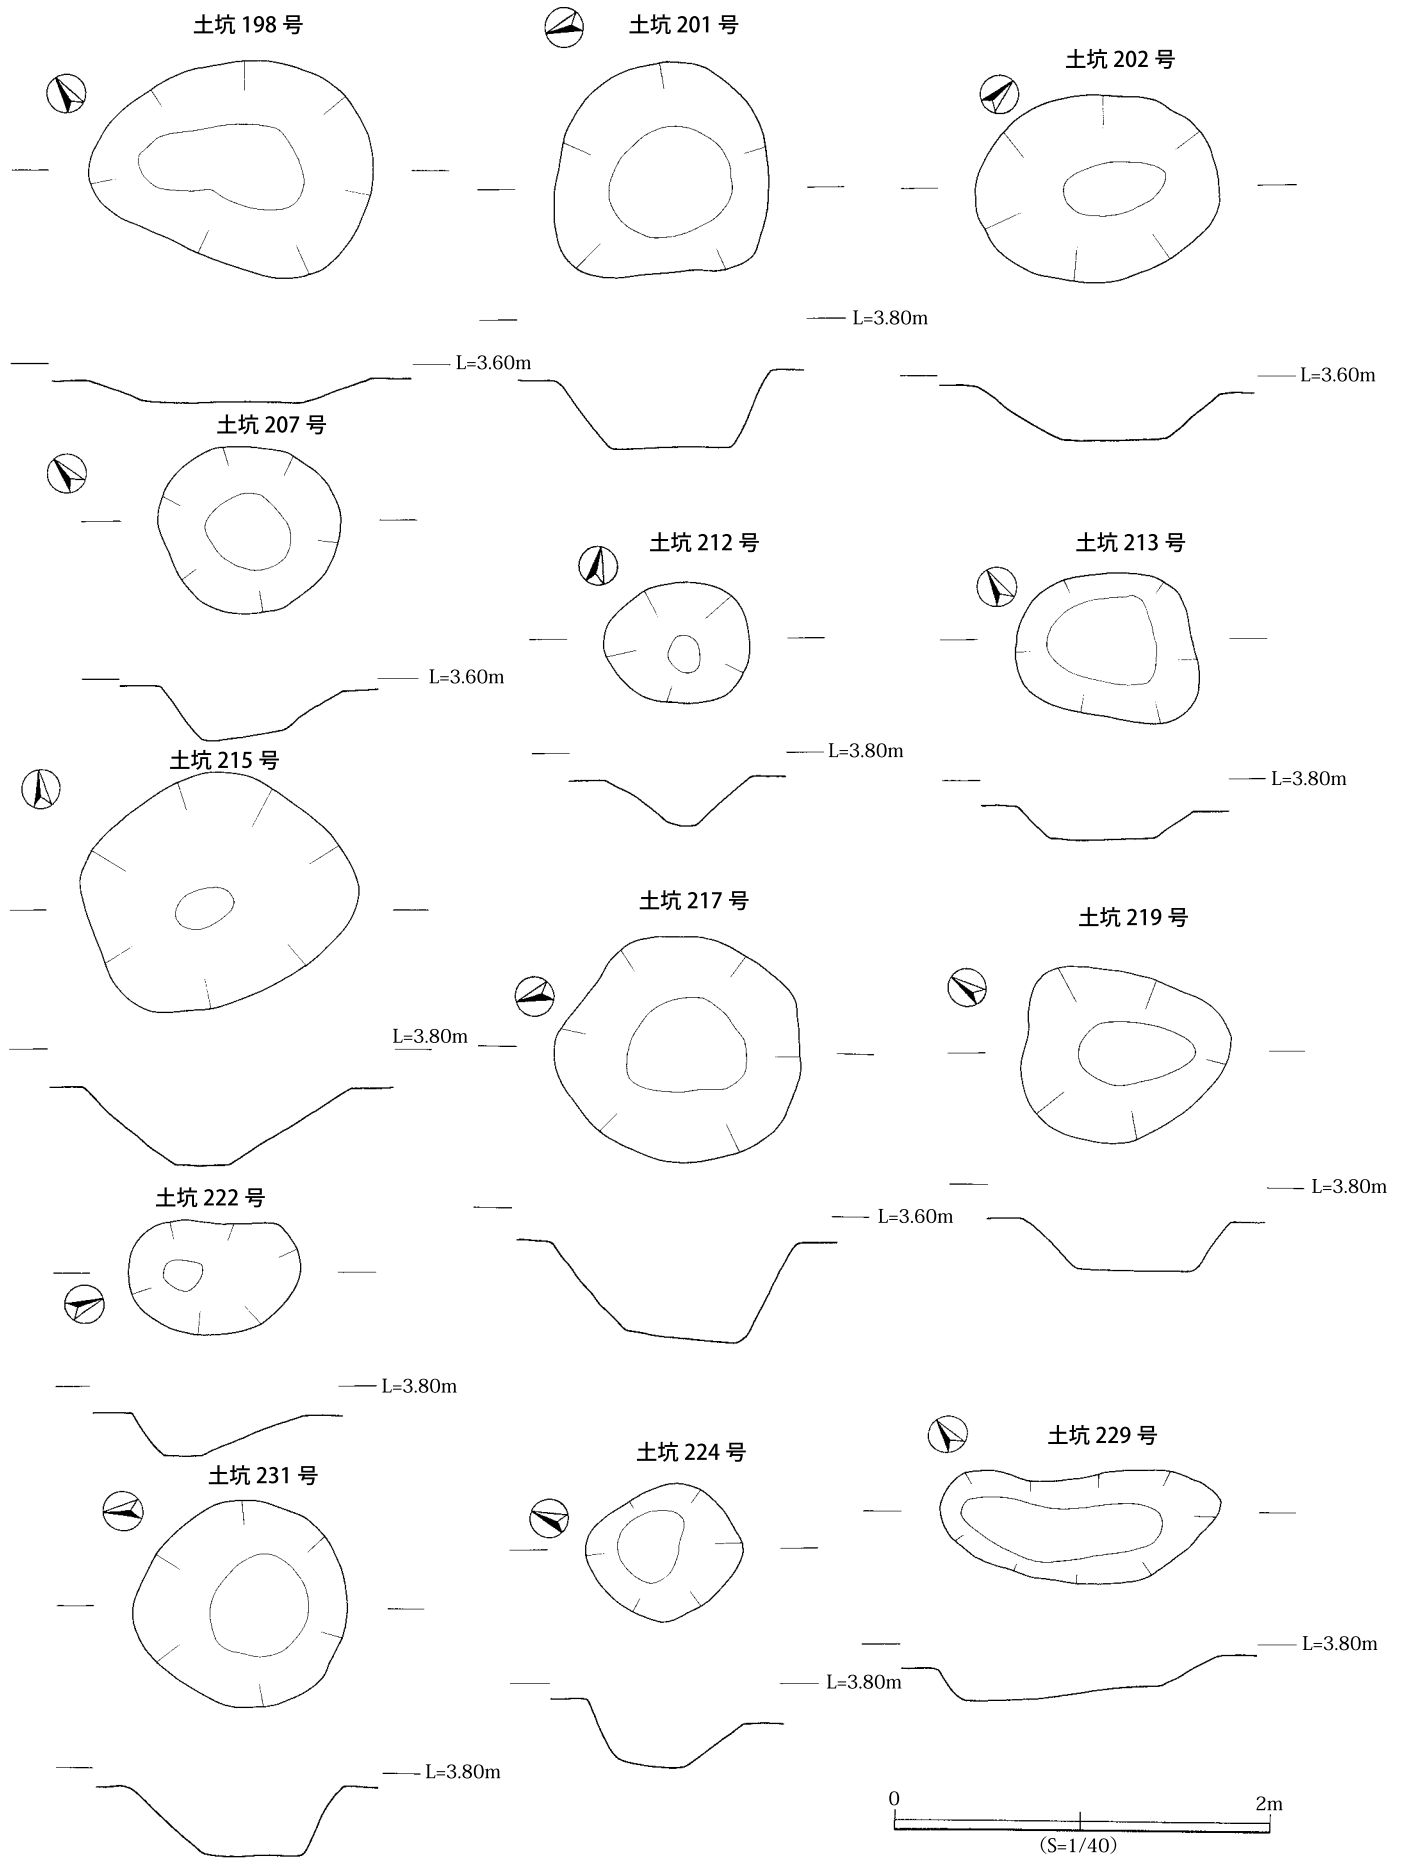 土坑 198 号
土坑 201 号
土坑 202 号
L=3.60m
L=3.80m
L=3.60m
土坑 207 号
土坑 212 号
土坑 213 号
L=3.60m
L=3.80m
L=3.80m
土坑 215 号
土坑 217 号
土坑 219 号
L=3.80m
L=3.60m
L=3.80m
土坑 222 号
L=3.80m
土坑 224 号
土坑 229 号
土坑 231 号
L=3.80m
L=3.80m
L=3.80m
0
2m
(S=1/40)